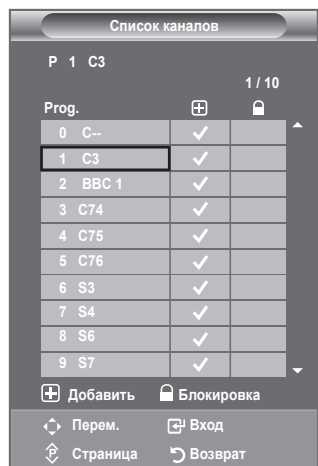 Список каналов
P 1 C3
1 / 10
Prog.
0 C--
1 C3
2 BBC 1
3 C74
4 C75
5 C76
6 S3
7 S4
8 S6
9 S7
Добавить Блокировка
Перем. Вход
P Страница Возврат